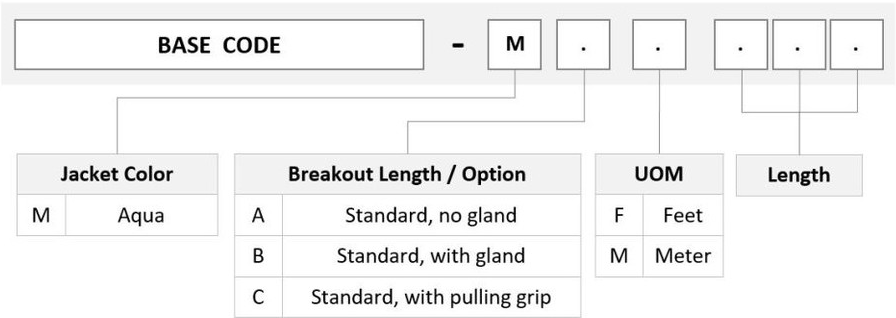 BASE CODE - M . . . . .
Jacket Color Breakout Length / Option UOM Length
M Aqua A Standard, no gland F Feet
B Standard, with gland M Meter
C Standard, with pulling grip